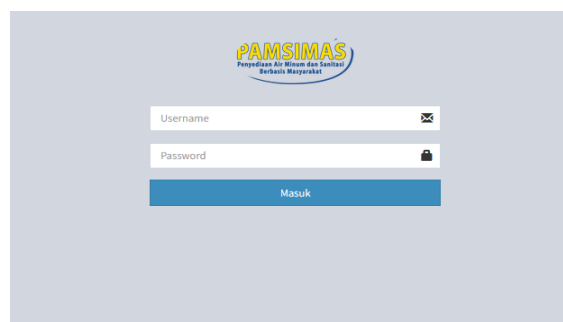 PAMSIMAS
Penyediaan Air Minum dan Sanitasi
Berbasis Masyarakat
Username
Password
Masuk